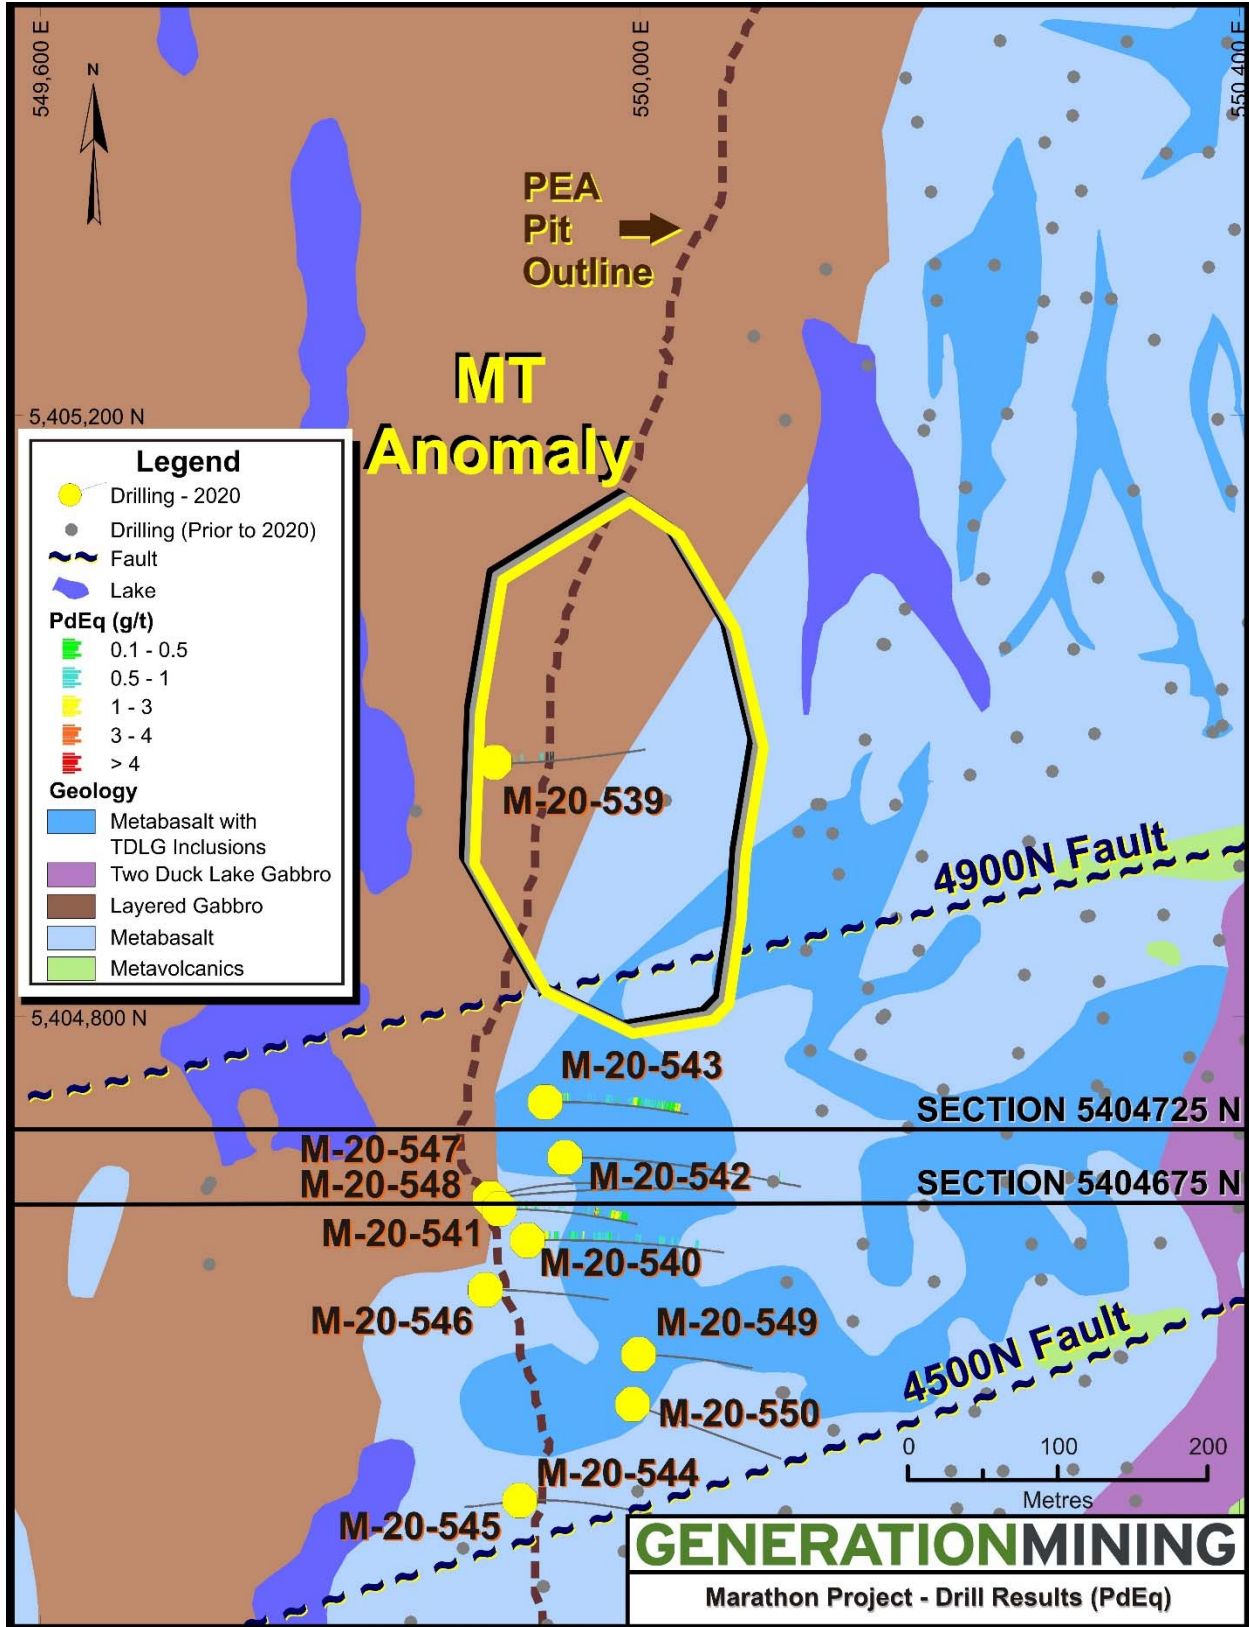 549,600 E
550,000 E
550,400 E
N
PEA
Pit
Outline
MT
Anomaly
5,405,200 N
Legend
Drilling - 2020
Drilling (Prior to 2020)
Fault
Lake
PdEq (g/t)
0.1 - 0.5
0.5 - 1
1 - 3
3 - 4
> 4
Geology
Metabasalt with
TDLG Inclusions
Two Duck Lake Gabbro
Layered Gabbro
Metabasalt
Metavolcanics
M-20-539
4900N Fault
5,404,800 N
M-20-543
SECTION 5404725 N
M-20-547
M-20-548
M-20-542
SECTION 5404675 N
M-20-541
M-20-540
M-20-546
M-20-549
4500N Fault
M-20-550
0 100 200
Metres
M-20-544
M-20-545
GENERATIONMINING
Marathon Project - Drill Results (PdEq)